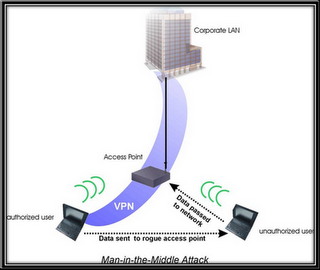 Corporate LAN
Access Point
VPN
Data passed
to network
authorized user
unauthorized user
Data sent to rogue access point
Man-in-the-Middle Attack